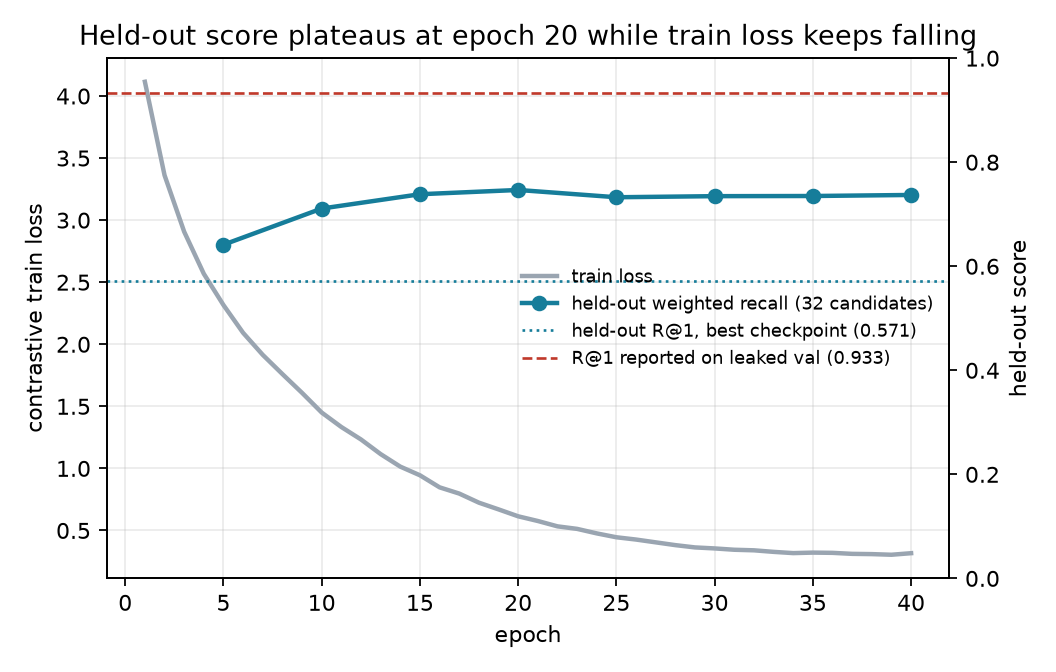 Held-out score plateaus at epoch 20 while train loss keeps falling
contrastive train loss
4.0
3.5
3.0
2.5
2.0
1.5
1.0
0.5
train loss
held-out weighted recall (32 candidates)
held-out R@1, best checkpoint (0.571)
R@1 reported on leaked val (0.933)
1.0
0.8
0.6
0.4
0.2
0.0
held-out score
0 5 10 15 20 25 30 35 40
epoch